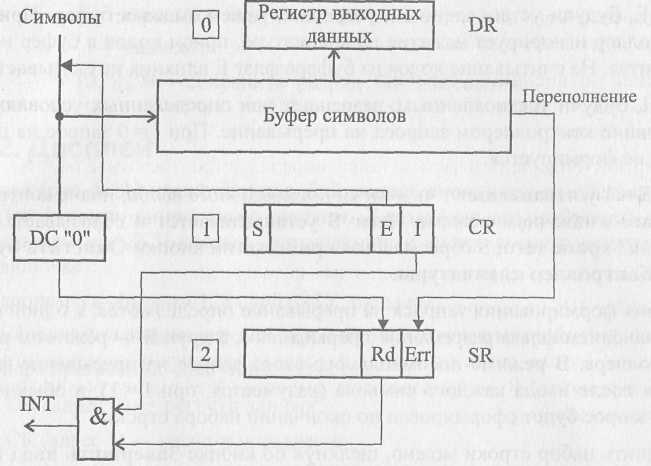 Символы
0
Регистр выходных
данных
DR
Переполнение
Буфер символов
DC "0"
1
S
E
I
CR
2
Rd
Err
SR
INT
&